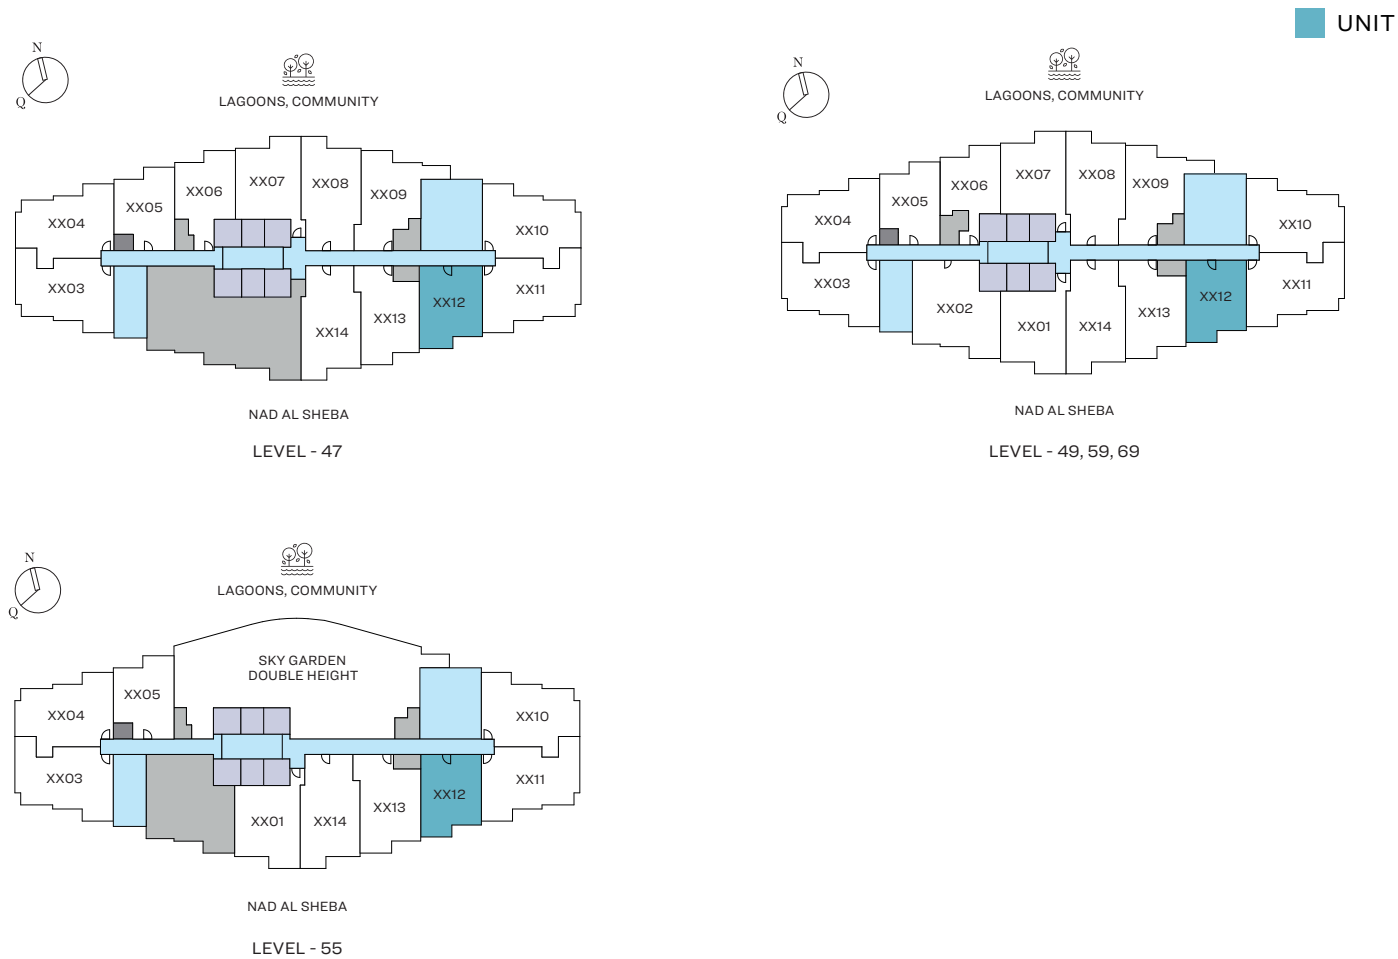 UNIT
N
Q
LAGOONS, COMMUNITY
XX07
XX08
XX06
XX09
XX05
XX04
XX10
XX03
XX11
XX12
XX13
XX14
NAD AL SHEBA
LEVEL - 47
N
Q
LAGOONS, COMMUNITY
XX07
XX08
XX06
XX09
XX05
XX04
XX10
XX03
XX11
XX12
XX02
XX13
XX01
XX14
NAD AL SHEBA
LEVEL - 49, 59, 69
N
Q
LAGOONS, COMMUNITY
SKY GARDEN
DOUBLE HEIGHT
XX05
XX04
XX10
XX03
XX11
XX12
XX13
XX01
XX14
NAD AL SHEBA
LEVEL - 55